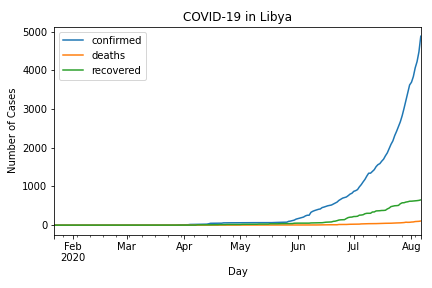 COVID-19 in Libya
confirmed
deaths
recovered
Number of Cases
5000
4000
3000
2000
1000
0
Feb Mar Apr May Jun Jul Aug
2020
Day